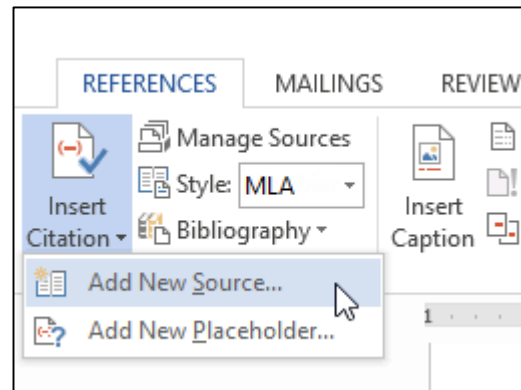 REFERENCES MAILINGS REVIEW
Manage Sources
Style: MLA
Bibliography
Insert
Citation
Insert
Caption
Add New Source...
Add New Placeholder...
1